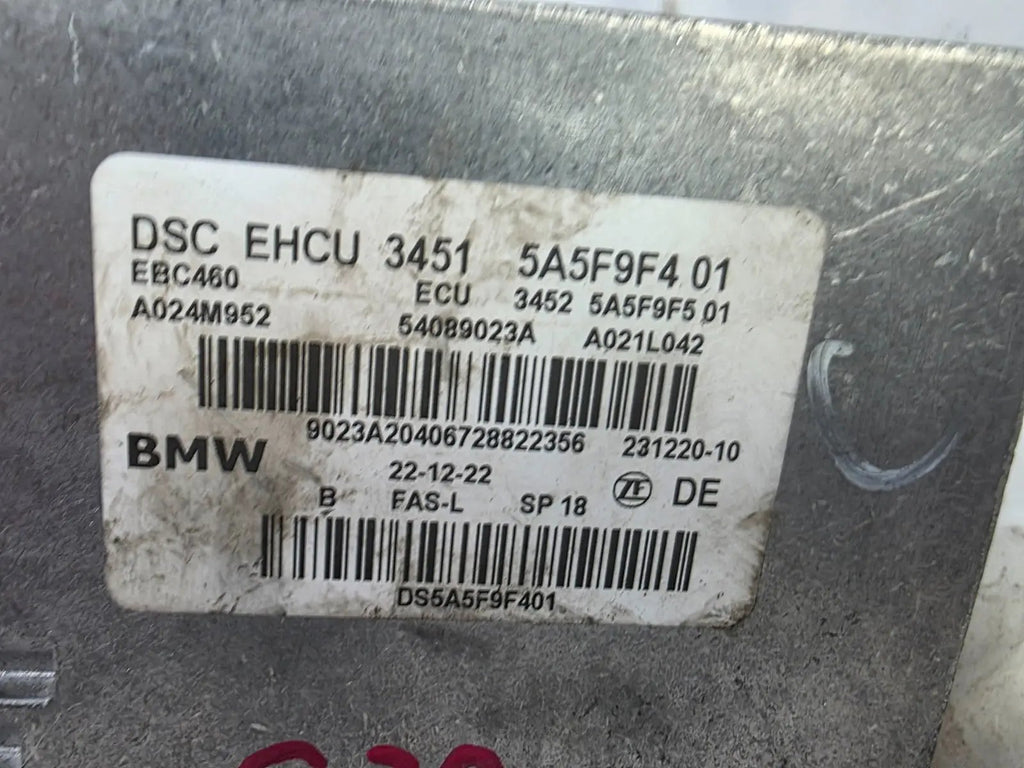 DSC EHCU 3451 5A5F9F4 01
EBC460 ECU 3452 5A5F9F5 01
A024M952 54089023A A021L042
9023A20406728822356 231220-10
BMW 22-12-22
B FAS-L SP 18 ZF DE
DS5A5F9F401